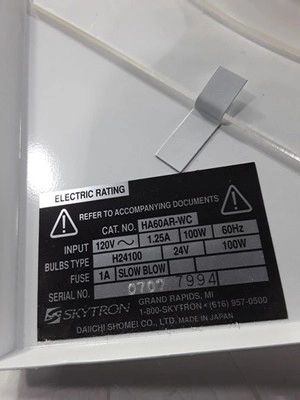 ELECTRIC RATING
REFER TO ACCOMPANYING DOCUMENTS
CAT. NO. HA60AR-WC
INPUT 120V 1.25A 100W 60Hz
BULBS TYPE H24100 24V 100W
FUSE 1A SLOW BLOW
SERIAL NO. 0707 7994
SKYTRON GRAND RAPIDS, MI
1-800-SKYTRON • (616) 957-0500
DAIICHI SHOMEI CO., LTD. MADE IN JAPAN